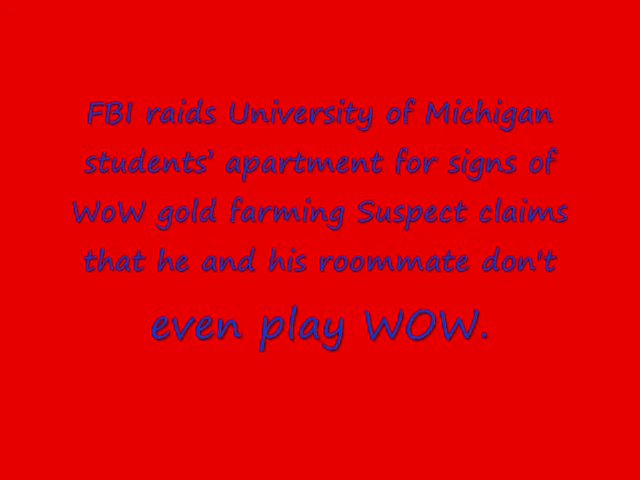 FBI raids University of Michigan
students’ apartment for signs of
WoW gold farming Suspect claims
that he and his roommate don't
even play WOW.